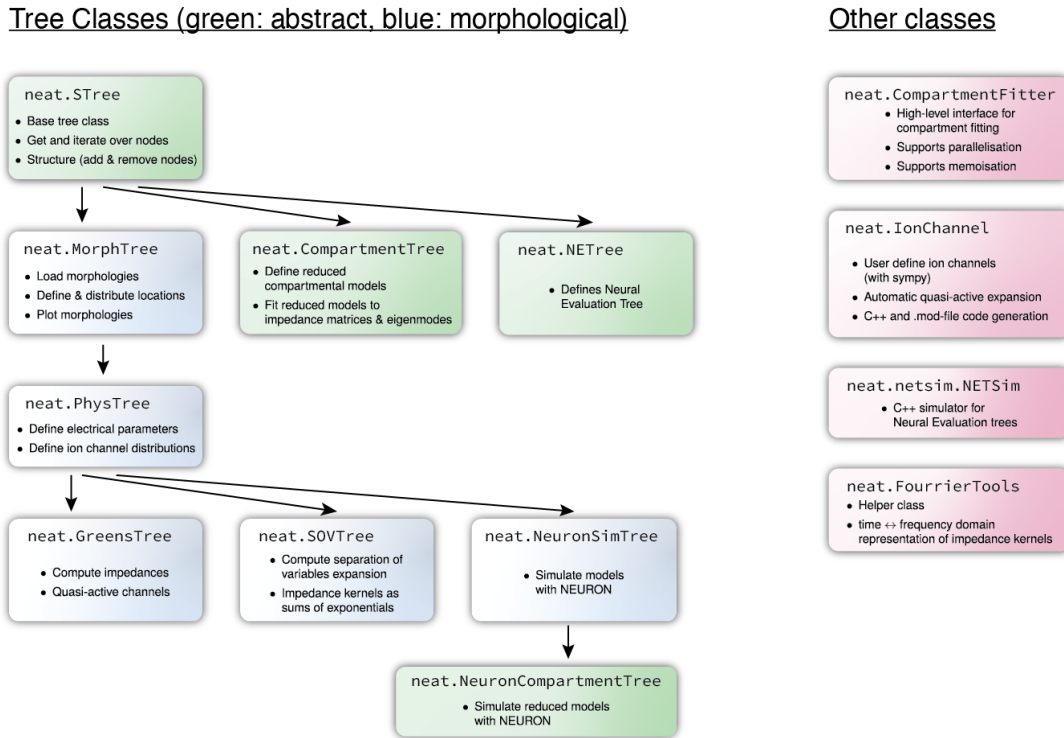 Tree Classes (green: abstract, blue: morphological)
Other classes
neat.STree
• Base tree class
• Get and iterate over nodes
• Structure (add & remove nodes)
neat.MorphTree
• Load morphologies
• Define & distribute locations
• Plot morphologies
neat.CompartmentTree
• Define reduced
compartmental models
• Fit reduced models to
impedance matrices & eigenmodes
neat.NETree
• Defines Neural
Evaluation Tree
neat.PhysTree
• Define electrical parameters
• Define ion channel distributions
neat.GreensTree
• Compute impedances
• Quasi-active channels
neat.SOVTree
• Compute separation of
variables expansion
• Impedance kernels as
sums of exponentials
neat.NeuronSimTree
• Simulate models
with NEURON
neat.NeuronCompartmentTree
• Simulate reduced models
with NEURON
neat.CompartmentFitter
• High-level interface for
compartment fitting
• Supports parallelisation
• Supports memoisation
neat.IonChannel
• User define ion channels
(with sympy)
• Automatic quasi-active expansion
• C++ and .mod-file code generation
neat.netsim.NETSim
• C++ simulator for
Neural Evaluation trees
neat.FourrierTools
• Helper class
• time ↔ frequency domain
representation of impedance kernels